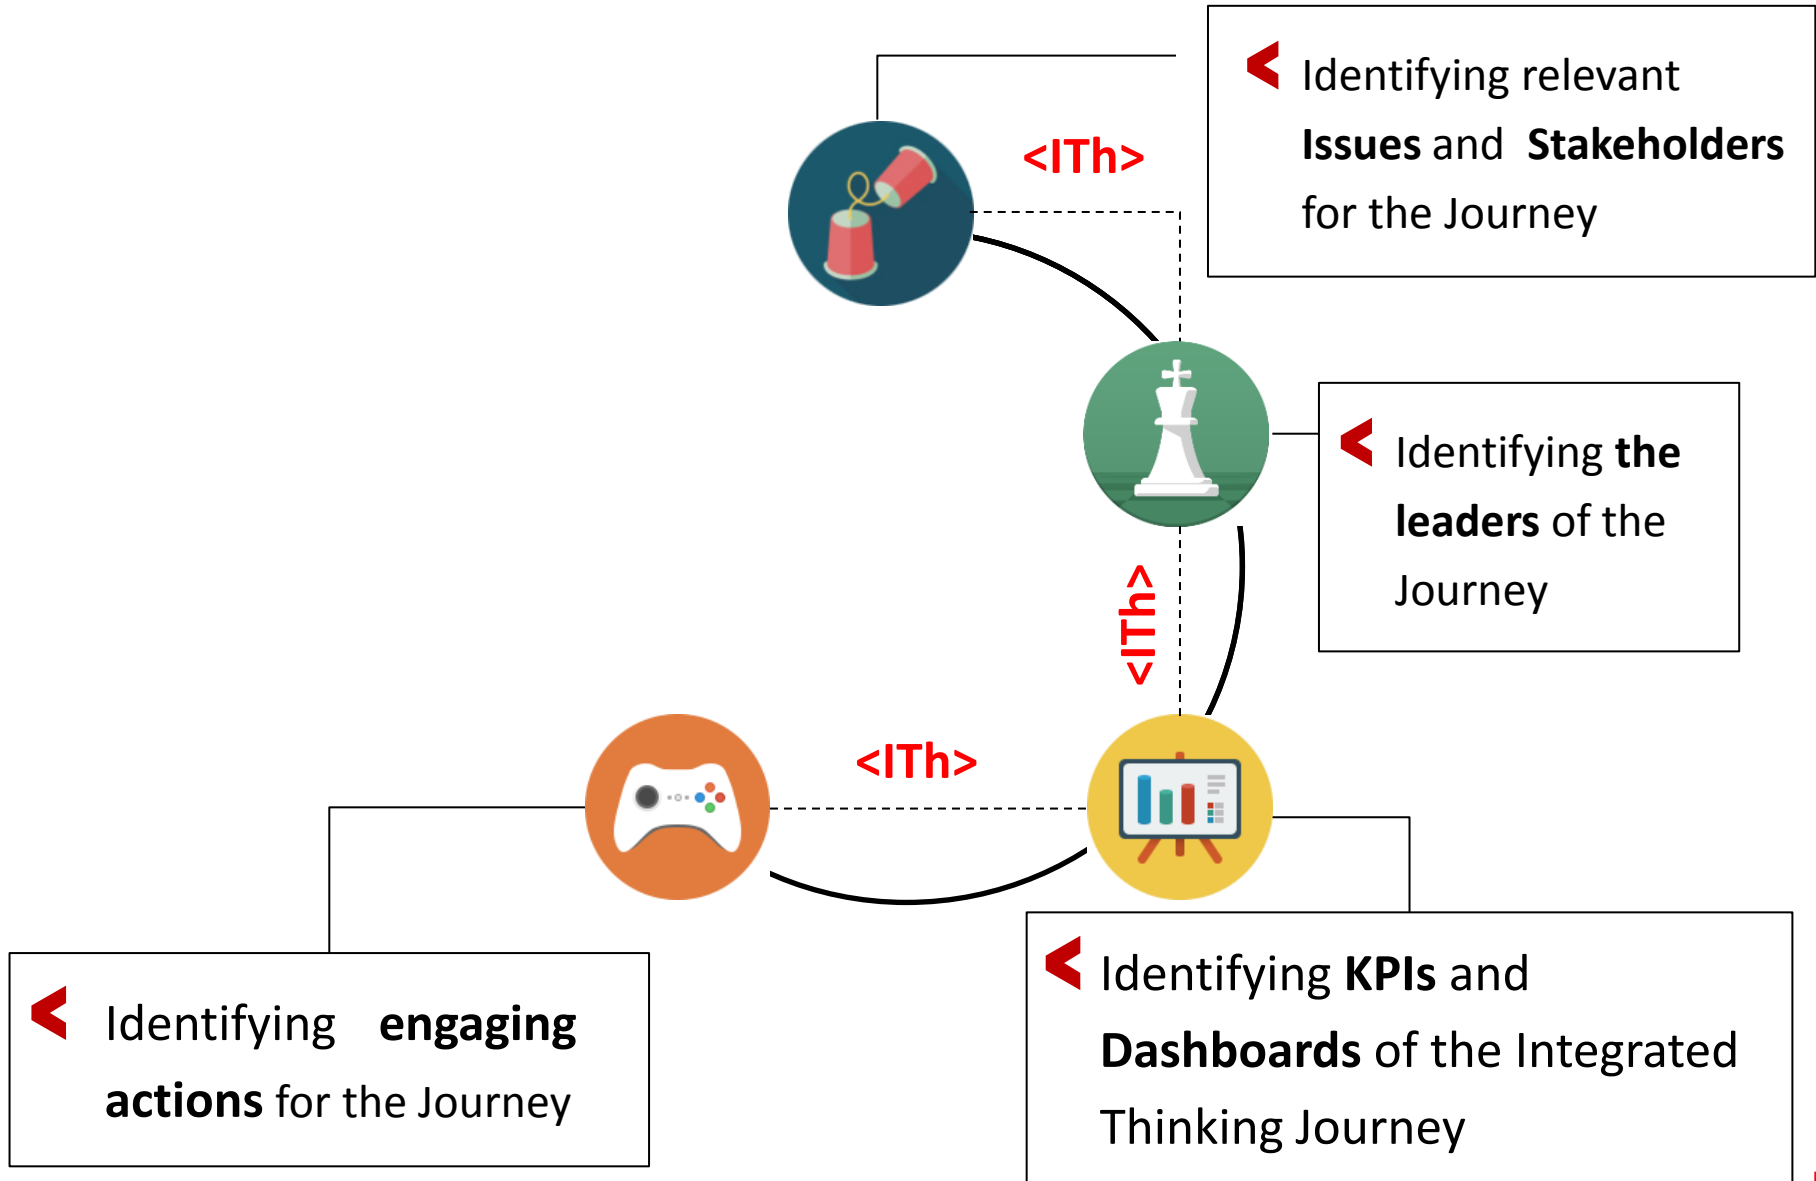 Identifying relevant
Issues and Stakeholders
for the Journey
<ITh>
Identifying the
leaders of the
Journey
<ITh>
<ITh>
Identifying KPIs and
Dashboards of the Integrated
Thinking Journey
Identifying engaging
actions for the Journey